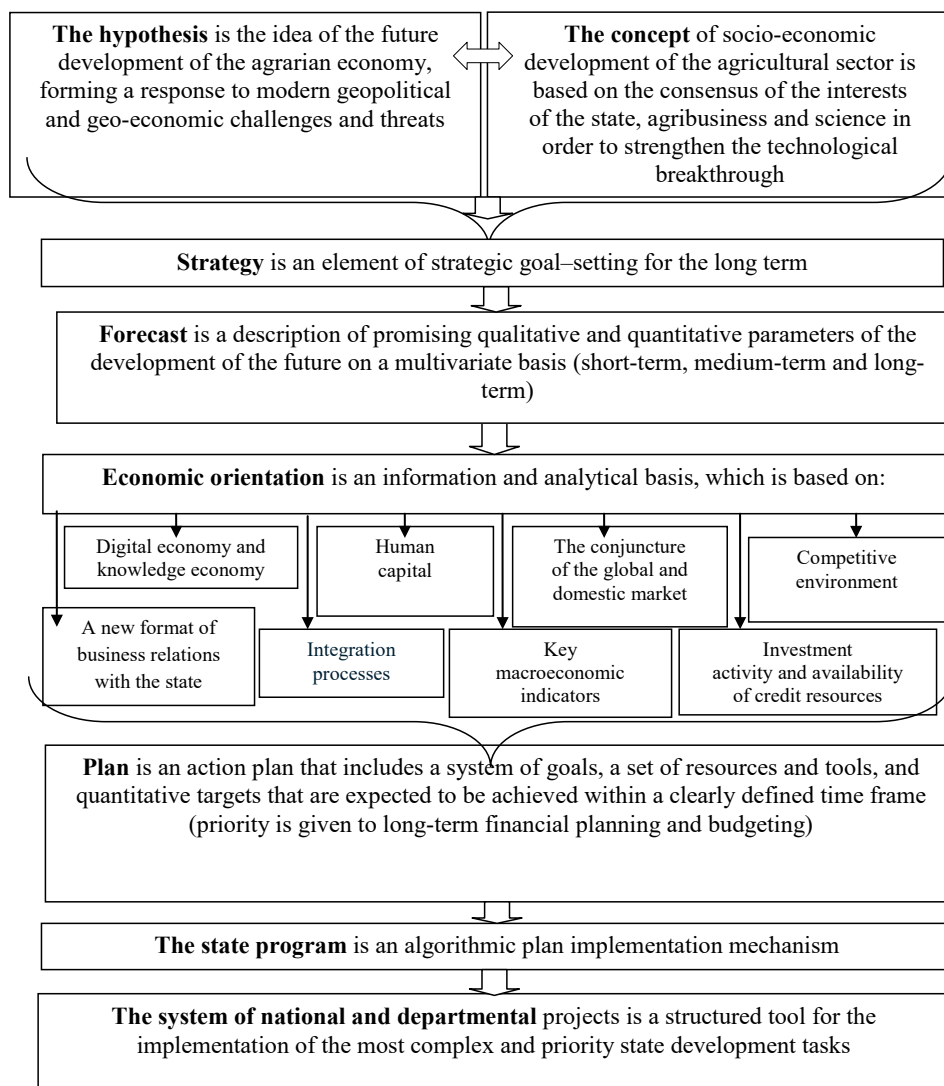 The hypothesis is the idea of the future
development of the agrarian economy,
forming a response to modern geopolitical
and geo-economic challenges and threats
The concept of socio-economic
development of the agricultural sector is
based on the consensus of the interests
of the state, agribusiness and science in
order to strengthen the technological
breakthrough
Strategy is an element of strategic goal–setting for the long term
Forecast is a description of promising qualitative and quantitative parameters of the
development of the future on a multivariate basis (short-term, medium-term and long-
term)
Economic orientation is an information and analytical basis, which is based on:
Digital economy and
knowledge economy
Human
capital
The conjuncture
of the global and
domestic market
Competitive
environment
A new format of
business relations
with the state
Integration
processes
Key
macroeconomic
indicators
Investment
activity and availability
of credit resources
Plan is an action plan that includes a system of goals, a set of resources and tools, and
quantitative targets that are expected to be achieved within a clearly defined time frame
(priority is given to long-term financial planning and budgeting)
The state program is an algorithmic plan implementation mechanism
The system of national and departmental projects is a structured tool for the
implementation of the most complex and priority state development tasks